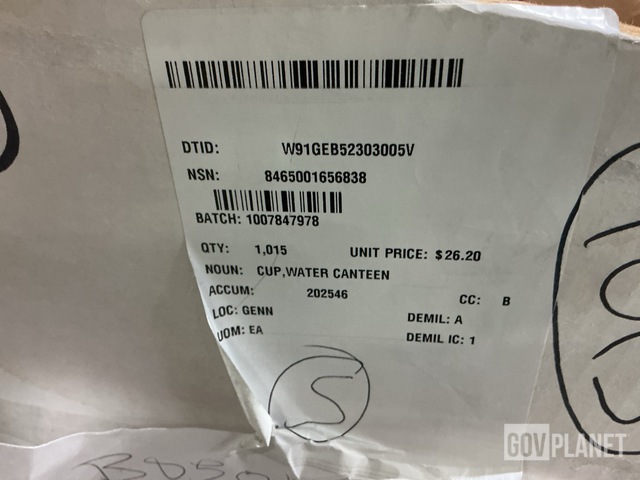 DTID: W91GEB52303005V
NSN: 8465001656838
BATCH: 1007847978
QTY: 1,015 UNIT PRICE: $26.20
NOUN: CUP,WATER CANTEEN
ACCUM: 202546 CC: B
LOC: GENN DEMIL: A
UOM: EA DEMIL IC: 1
5
GOVPLANET